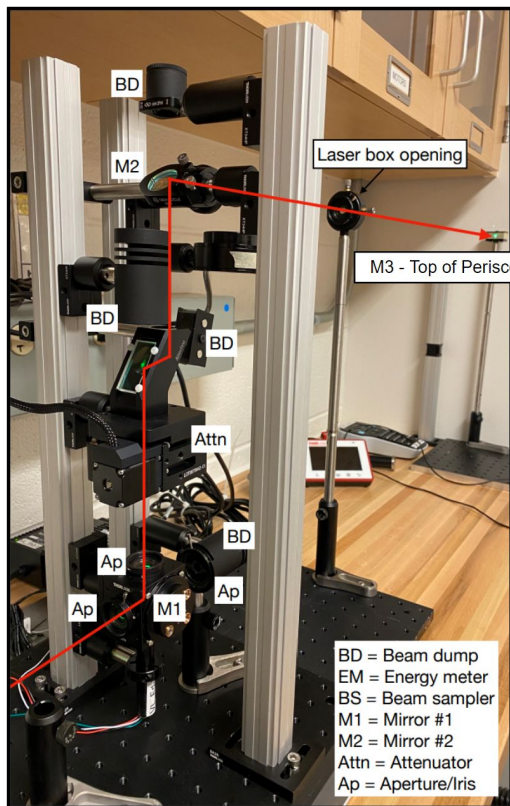 BD
MOTORS
M2
Laser box opening
M3 - Top of Perisc
BD
BD
Attn
BD
Ap
Ap
M1
Ap
BD = Beam dump
EM = Energy meter
BS = Beam sampler
M1 = Mirror #1
M2 = Mirror #2
Attn = Attenuator
Ap = Aperture/Iris